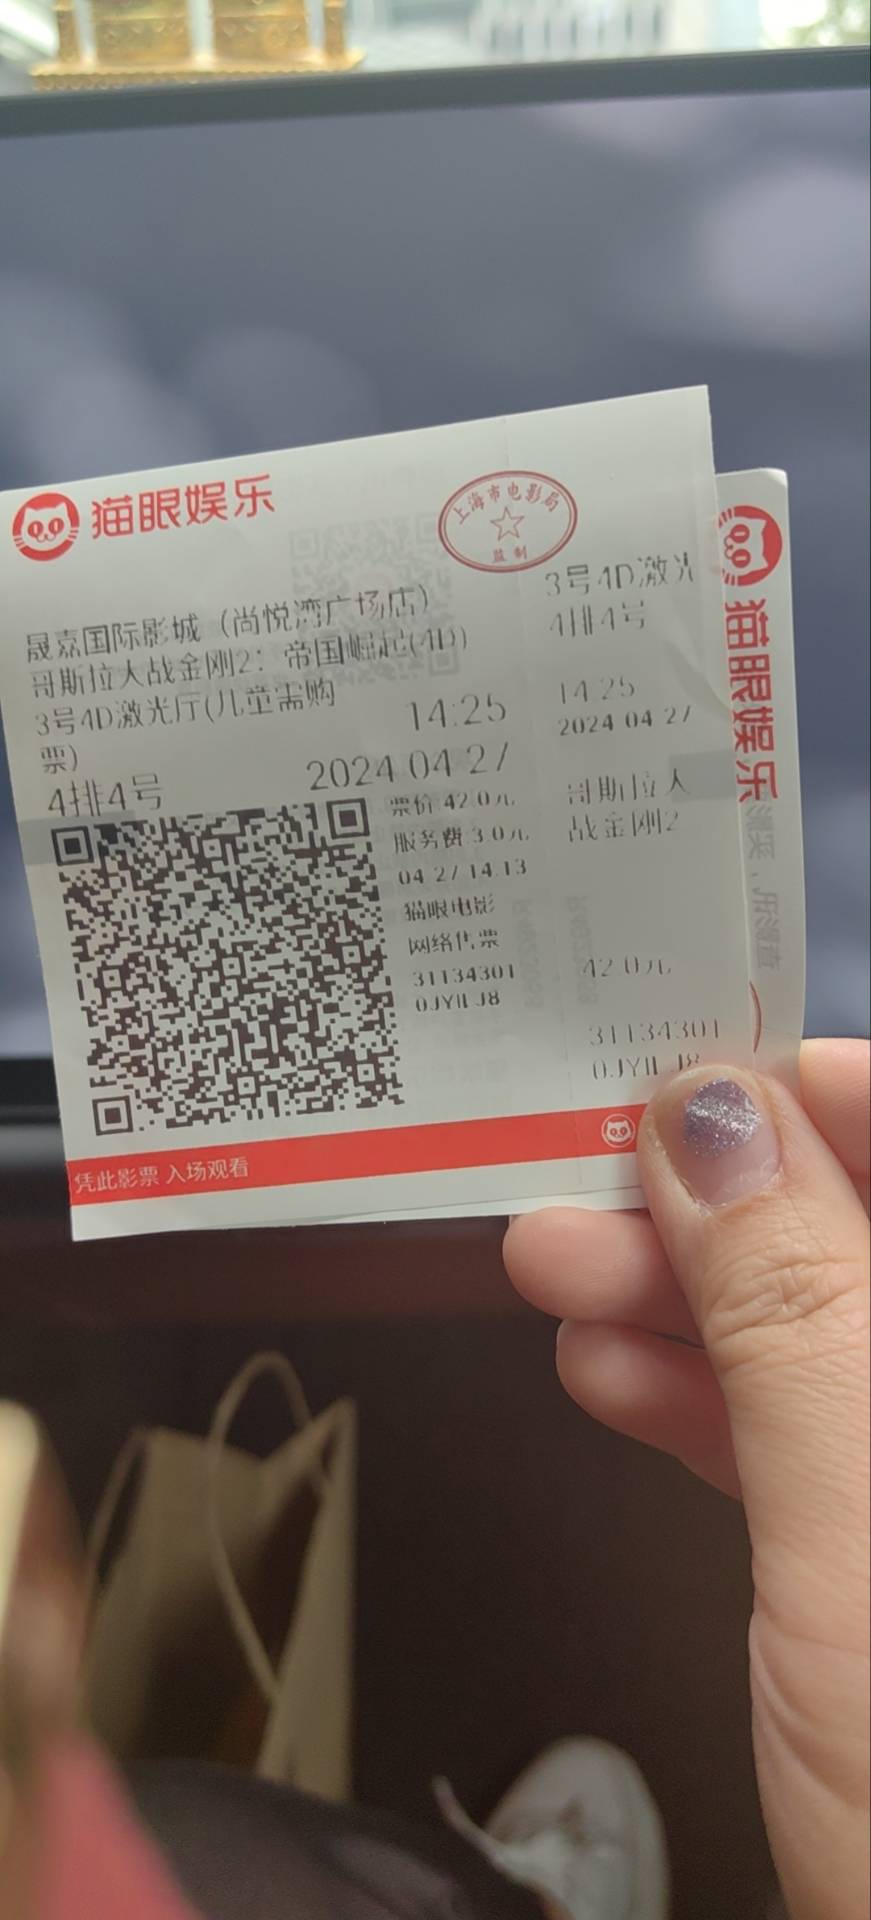 猫眼娱乐
上海市电影局
监制
晟嘉国际影城（尚悦湾广场店）
哥斯拉大战金刚2：帝国崛起(4D)
3号4D激光厅(儿童需购
票)
14:25
4排4号
2024 04 27
票价 42.0元
服务费 3.0元
04 27 14:13
猫眼电影
网络售票
31134301
0JYILJ8
凭此影票 入场观看
3号4D激光
4排4号
14:25
2024 04 27
哥斯拉大
战金刚2
42.0元
31134301
0JYILJ8
猫眼娱乐